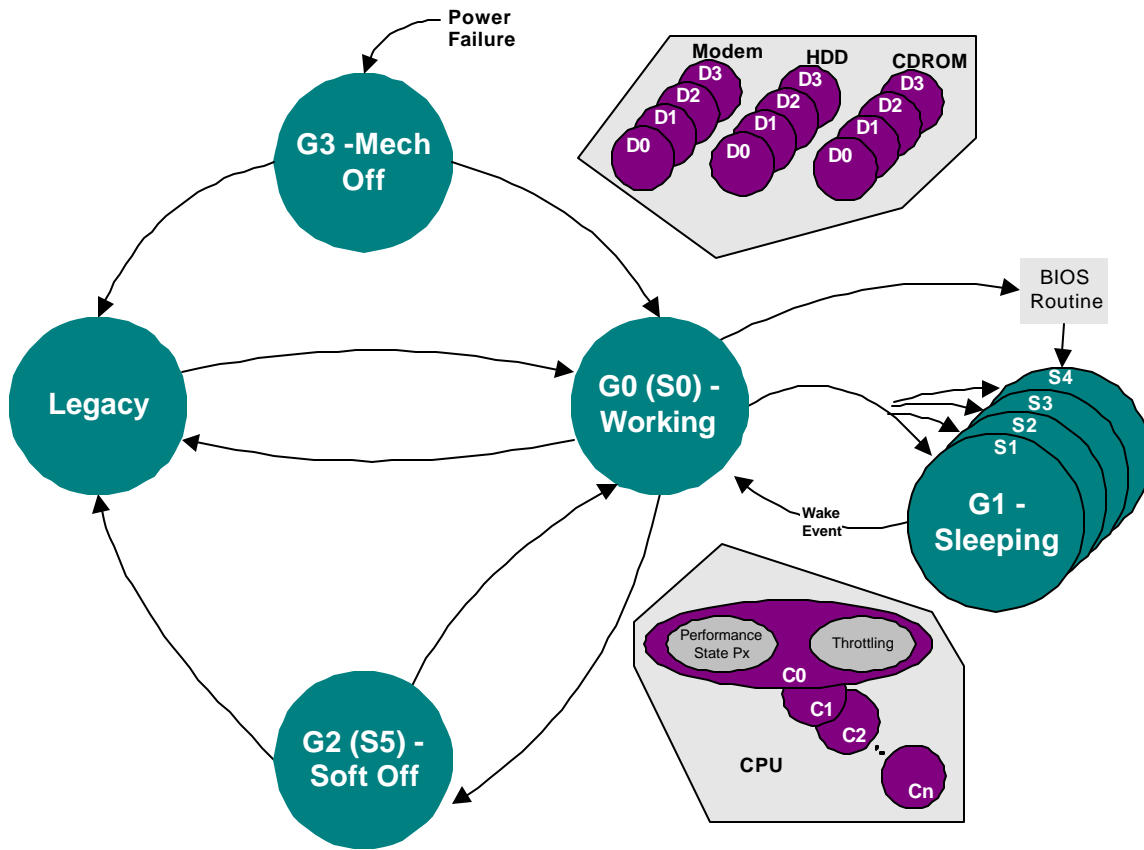 Power
Failure
G3 -Mech
Off
Modem
HDD
CDROM
D3
D2
D1
D0
D3
D2
D1
D0
D3
D2
D1
D0
BIOS
Routine
Legacy
G0 (S0) -
Working
S4
S3
S2
S1
G1 -
Sleeping
Wake
Event
Performance
State Px
Throttling
C0
C1
C2
CPU
Cn
G2 (S5) -
Soft Off